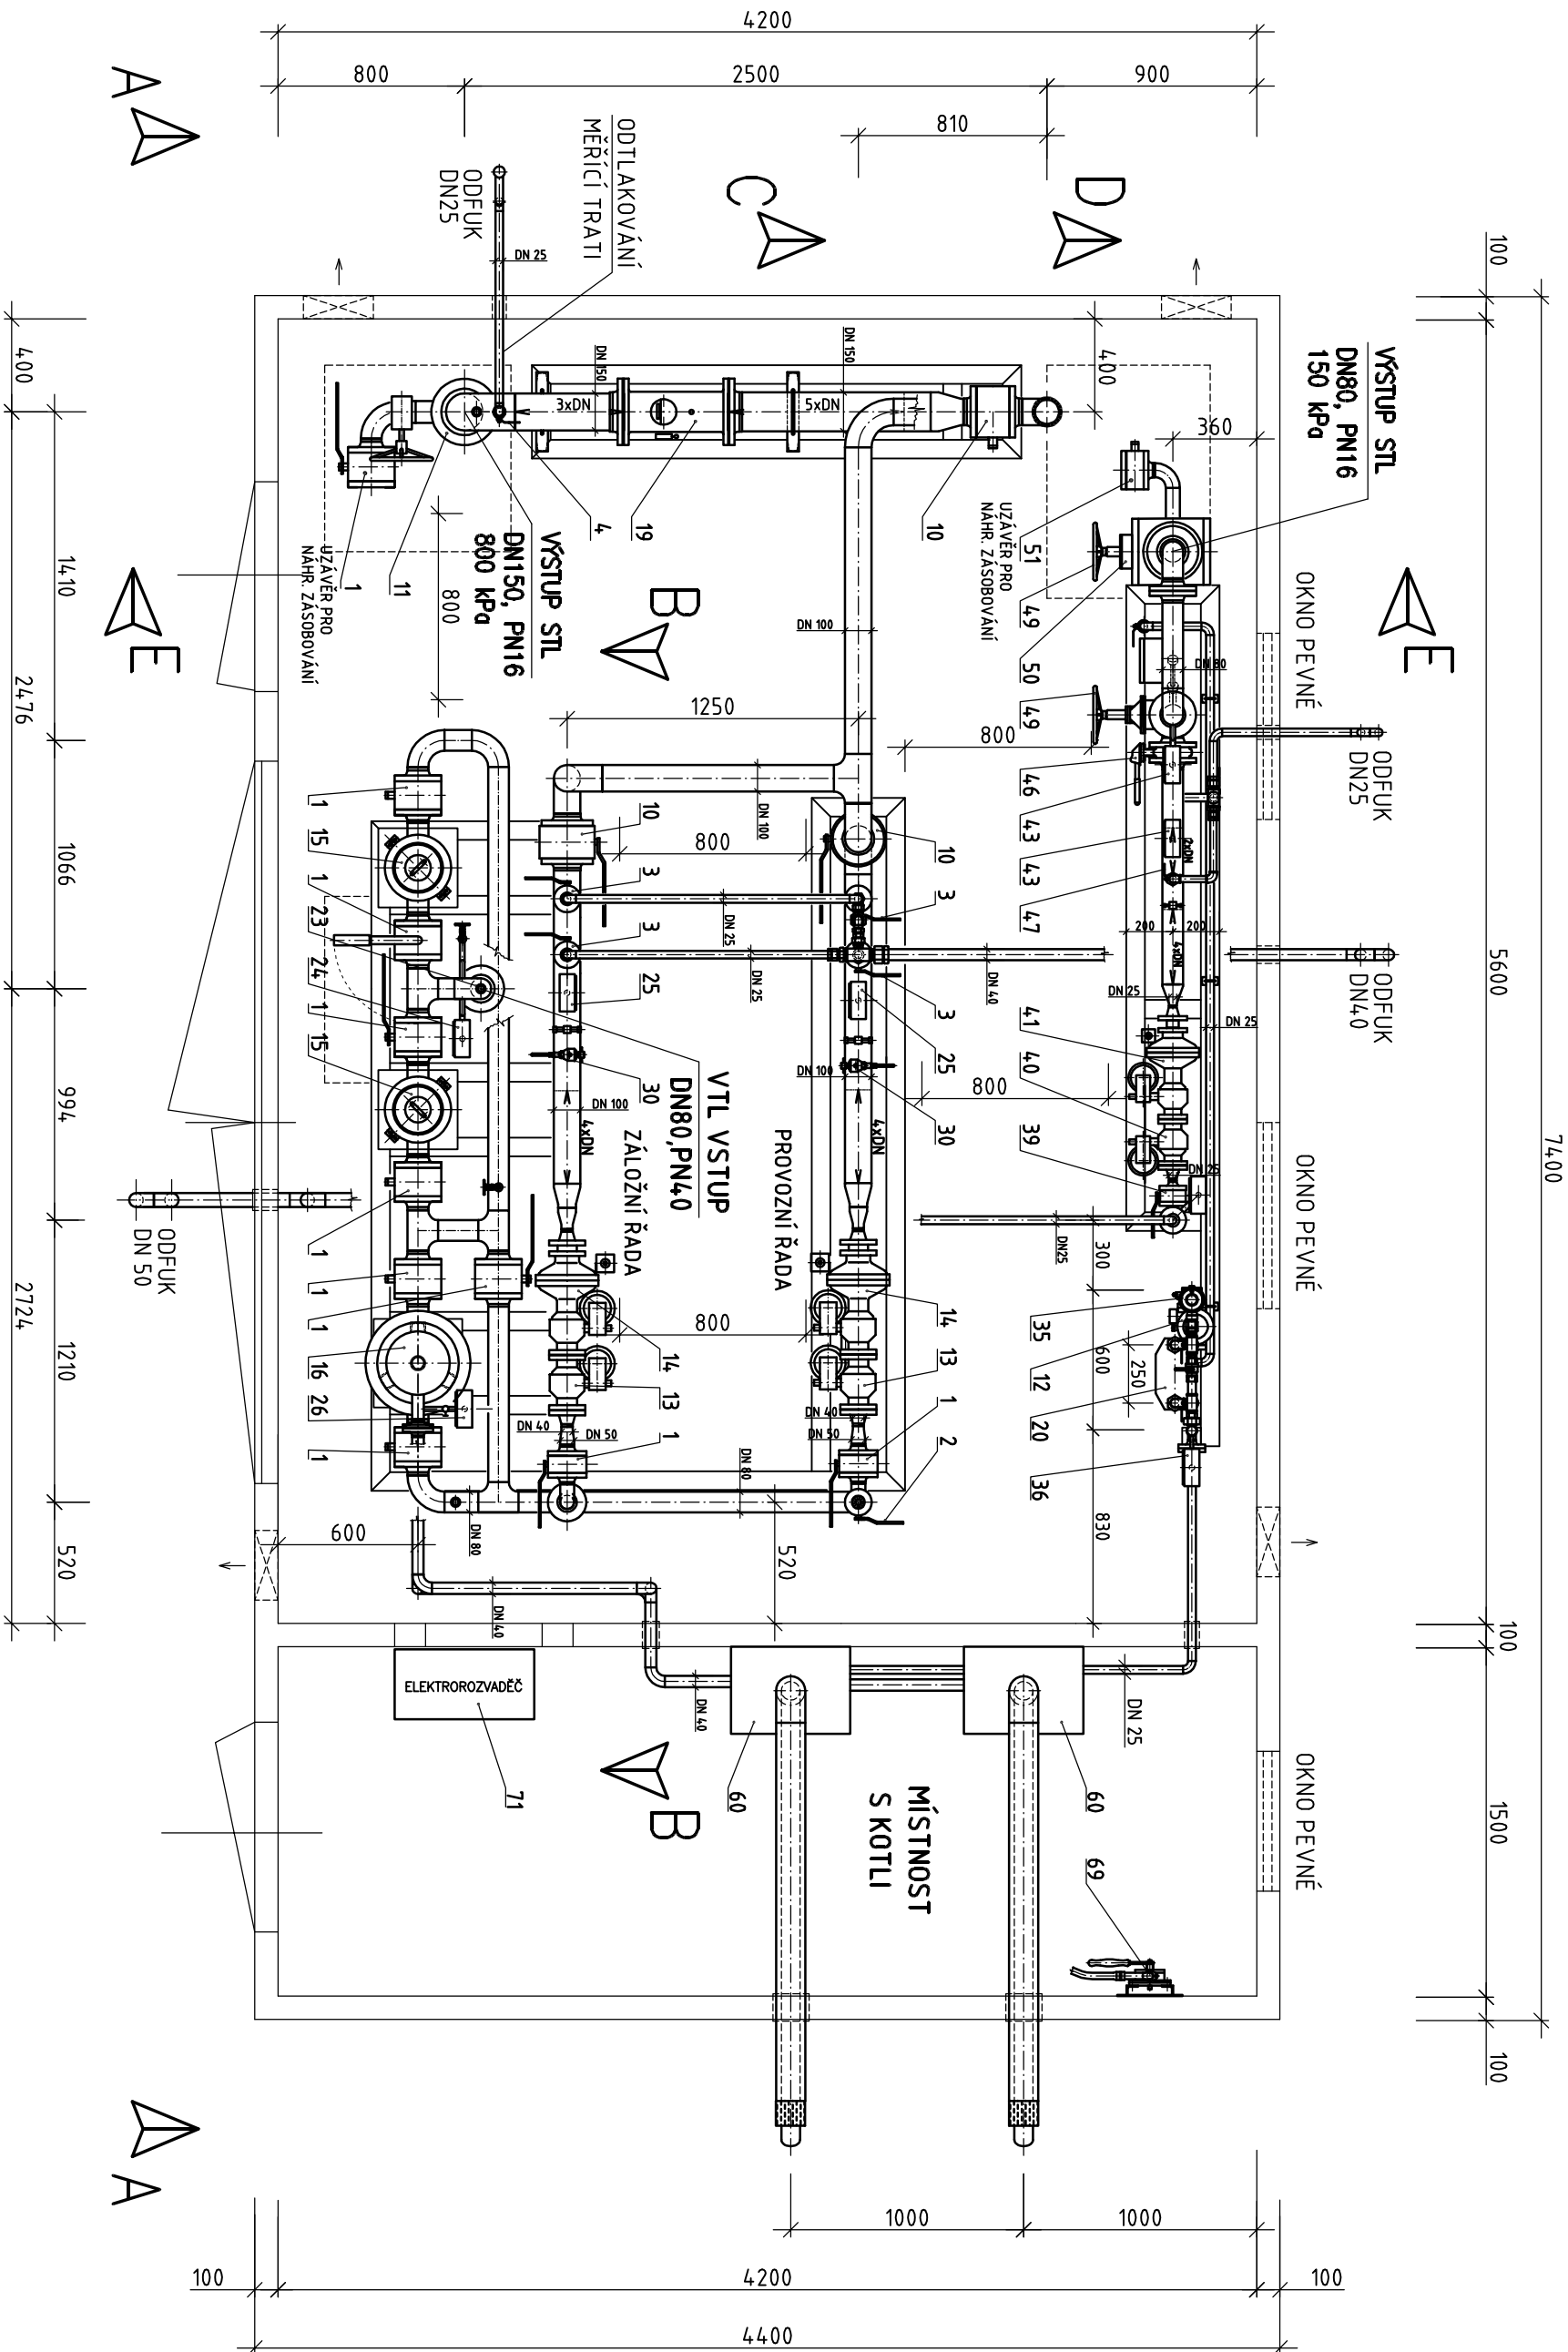 7400
100
5600
100
1500
100
OKNO PEVNÉ
OKNO PEVNÉ
OKNO PEVNÉ
ODFUK
DN25
ODFUK
DN40
VÝSTUP STL
DN80, PN16
150 kPa
E
D
C
A
4200
900
2500
800
810
400
360
DN 80
2xDN
4xDN
200
200
DN 25
DN 25
DN 25
DN25
51
49
50
49
46
43
43
47
41
40
39
35
12
20
36
UZÁVĚR PRO
NÁHR. ZÁSOBOVÁNÍ
300
600
250
830
800
800
10
DN 150
DN 150
5xDN
3xDN
19
4
ODTLAKOVÁNÍ
MĚŘÍCÍ TRATI
ODFUK
DN25
DN 25
DN 100
10
3
3
25
30
DN 40
DN 100
4xDN
PROVOZNÍ ŘADA
14
13
1
2
DN 40
DN 50
1250
DN 100
800
DN 25
DN 25
800
B
10
3
3
25
30
DN 100
4xDN
ZÁLOŽNÍ ŘADA
14
13
1
DN 40
DN 50
DN 80
DN 80
520
VÝSTUP STL
DN150, PN16
800 kPa
VTL VSTUP
DN80,PN40
800
11
1
UZÁVĚR PRO
NÁHR. ZÁSOBOVÁNÍ
1
15
1
23
24
1
15
1
1
1
16
26
1
600
DN 40
DN 40
DN 25
ELEKTROROZVADĚČ
71
60
60
69
MÍSTNOST
S KOTLI
B
ODFUK
DN 50
E
A
400
1410
1066
994
1210
520
2476
2724
1000
1000
100
4200
100
4400